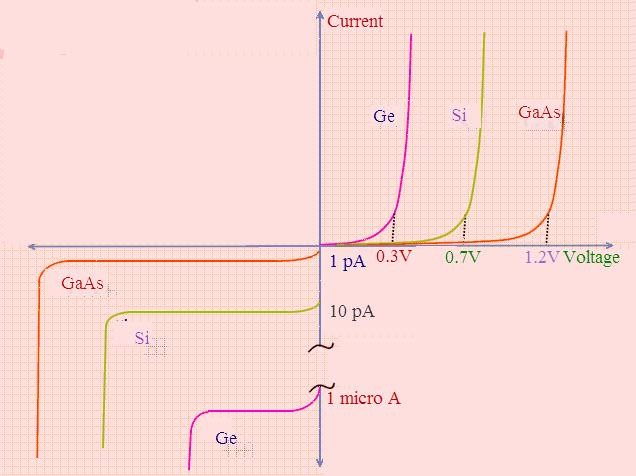 Current
Ge
Si
GaAs
0.3V
0.7V
1.2V Voltage
1 pA
GaAs
10 pA
Si
1 micro A
Ge